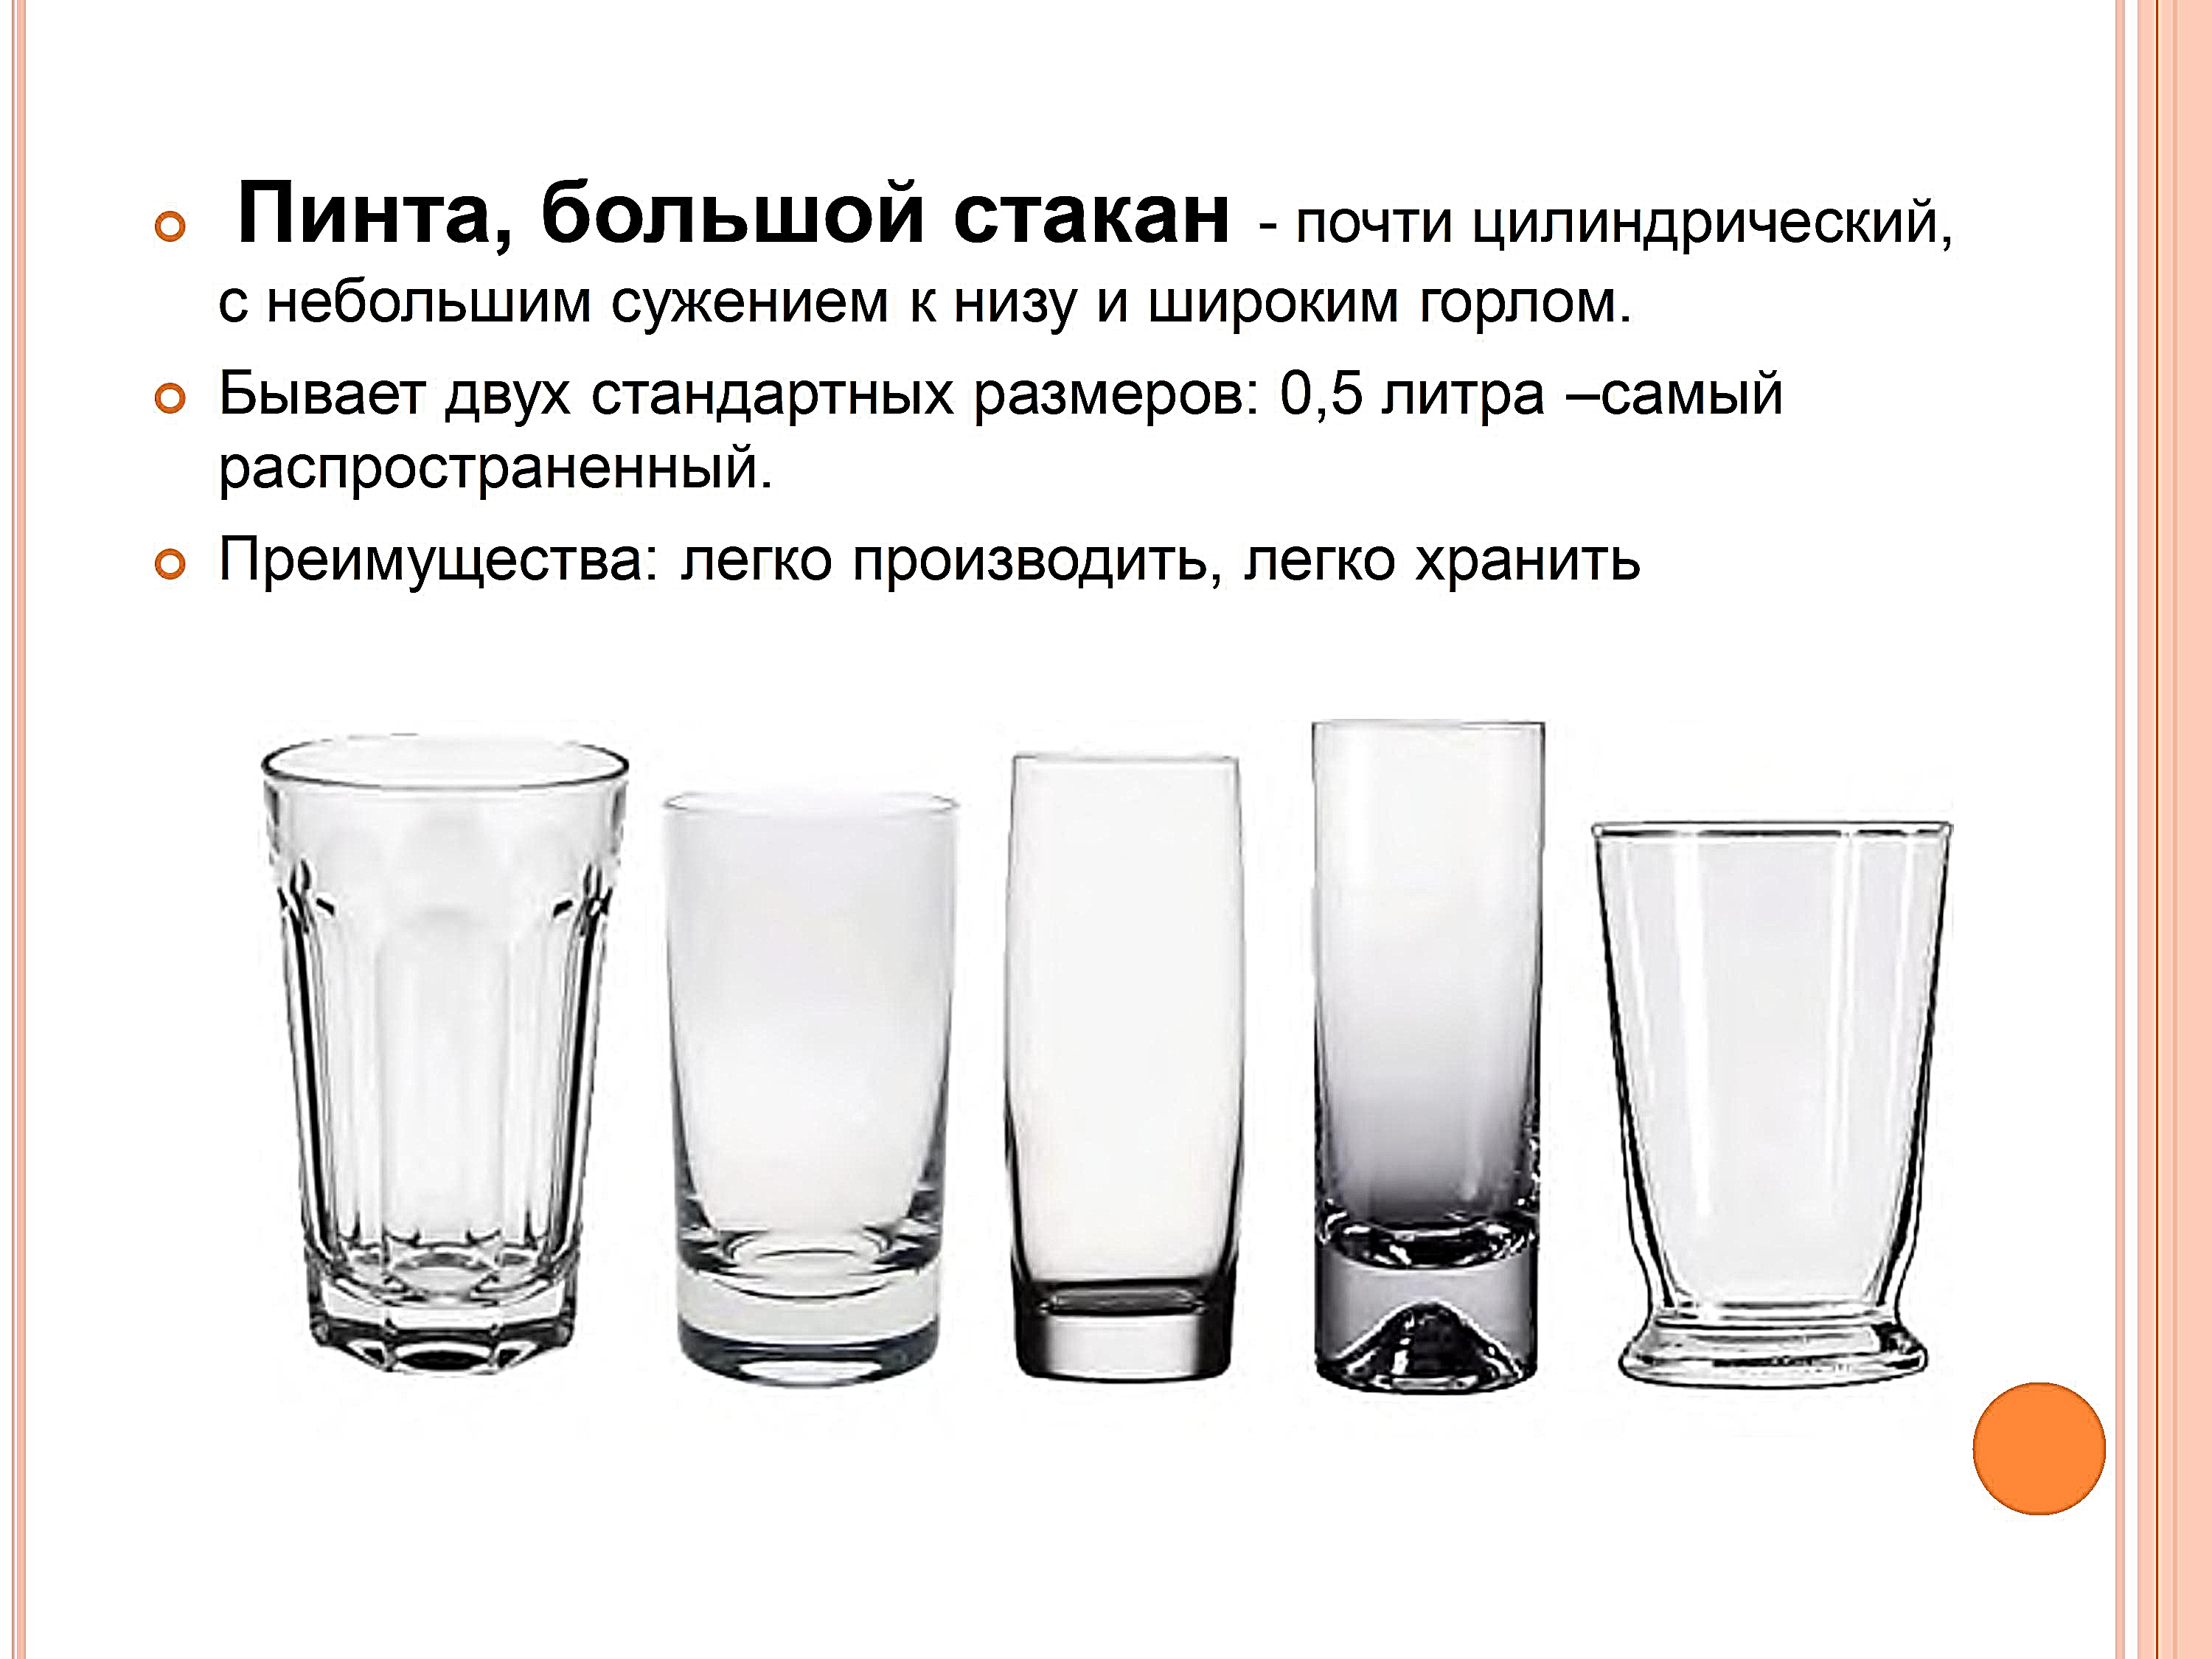 Пинта, большой стакан - почти цилиндрический,
с небольшим сужением к низу и широким горлом.
Бывает двух стандартных размеров: 0,5 литра –самый
распространенный.
Преимущества: легко производить, легко хранить